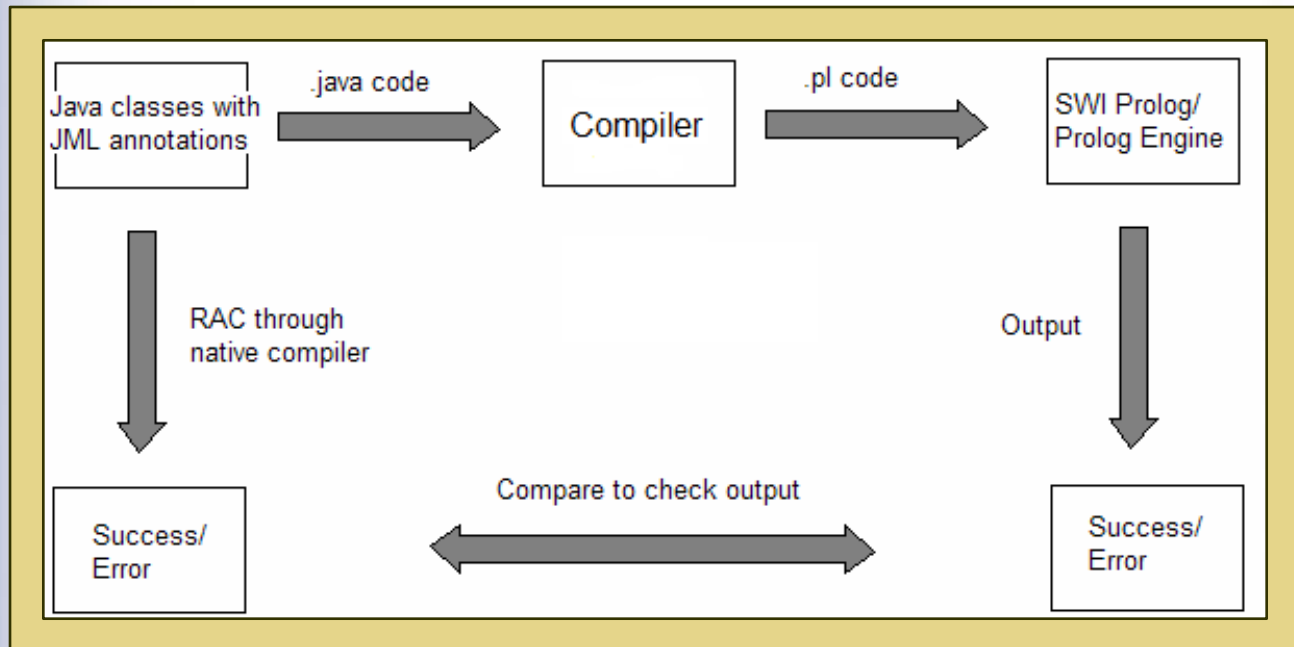 Java classes with
JML annotations
.java code
Compiler
.pl code
SWI Prolog/
Prolog Engine
RAC through
native compiler
Output
Success/
Error
Compare to check output
Success/
Error